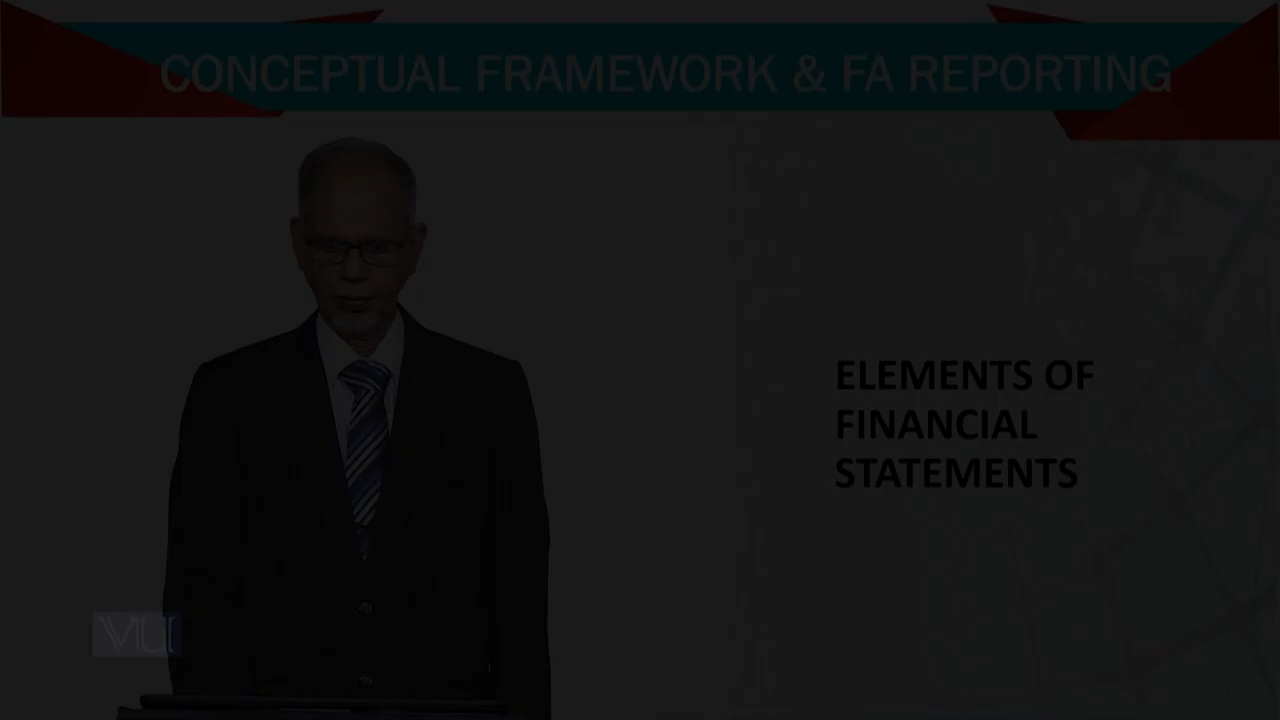 CONCEPTUAL FRAMEWORK & FA REPORTING
ELEMENTS OF
FINANCIAL
STATEMENTS
VU